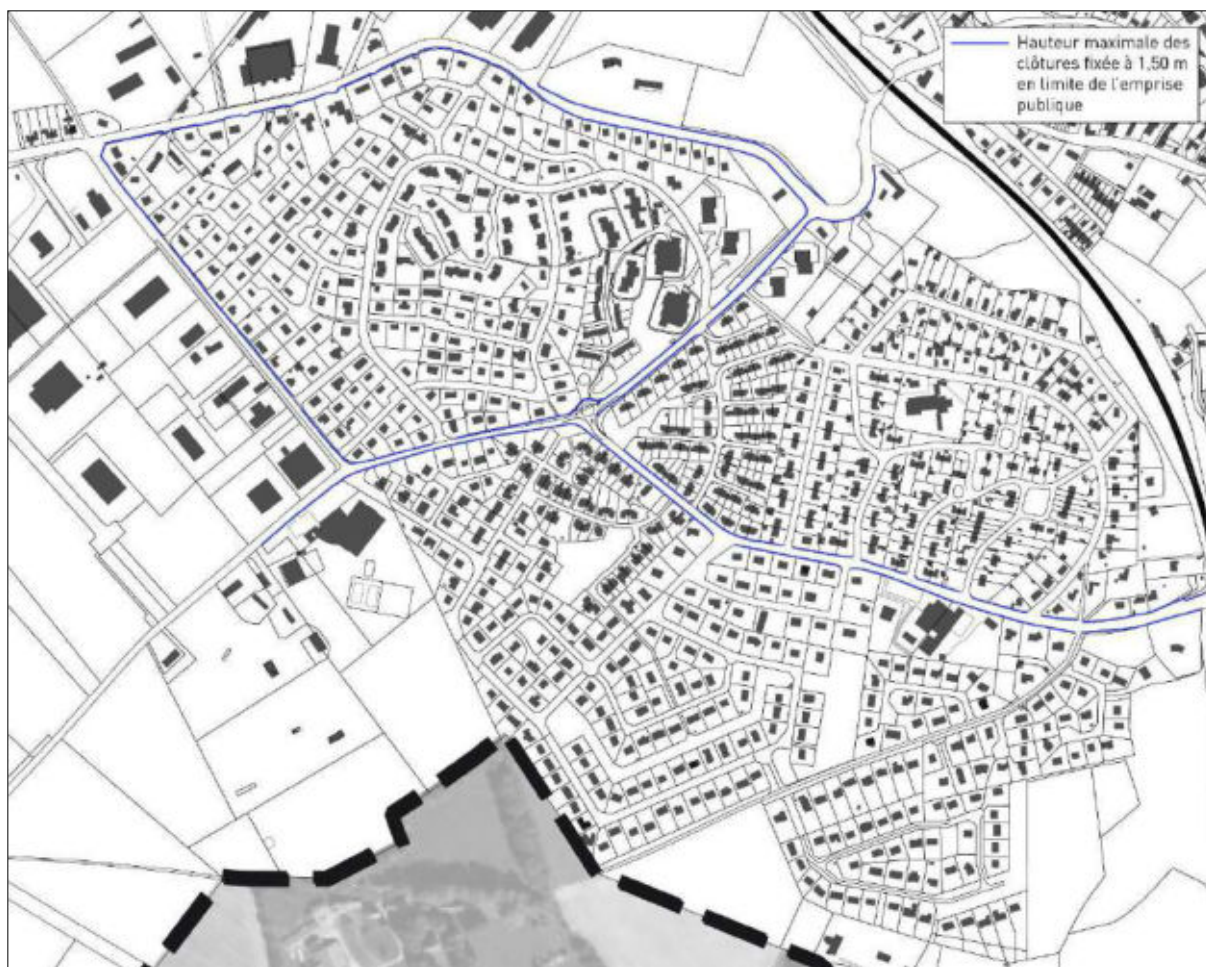 Hauteur maximale des
clôtures fixée à 1,50 m
en limite de l'emprise
publique